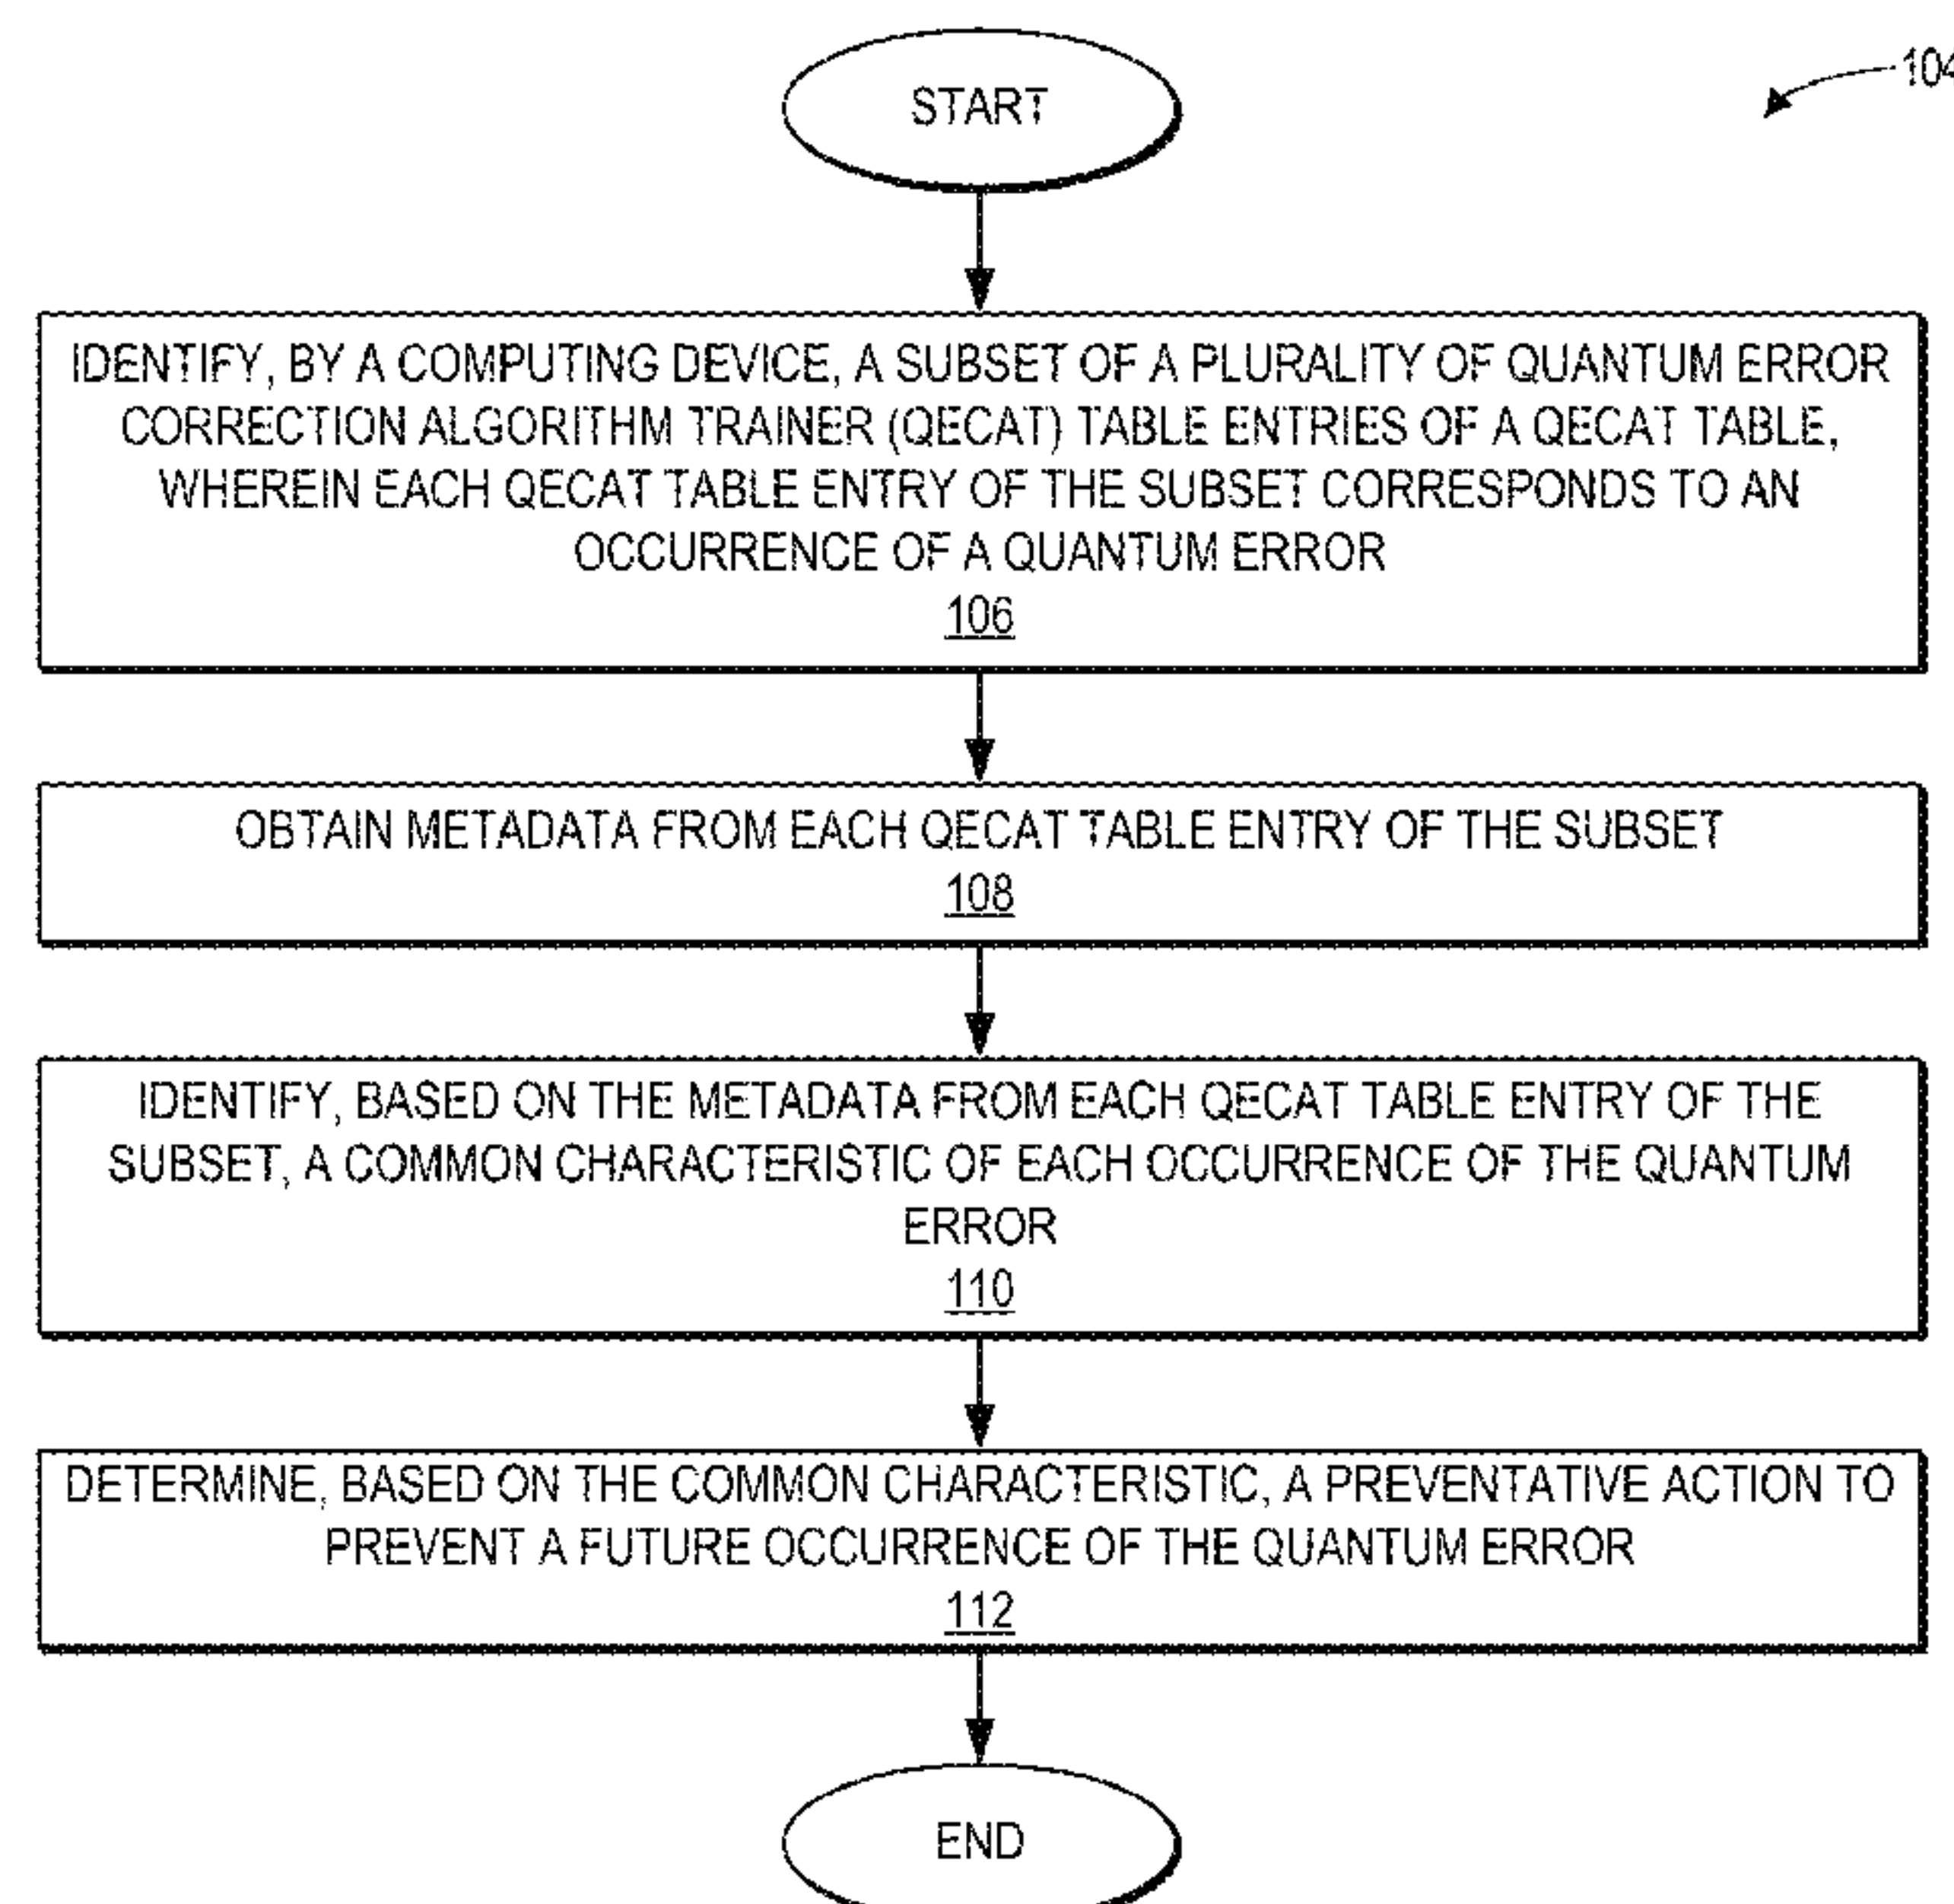 START
104
IDENTIFY, BY A COMPUTING DEVICE, A SUBSET OF A PLURALITY OF QUANTUM ERROR
CORRECTION ALGORITHM TRAINER (QECAT) TABLE ENTRIES OF A QECAT TABLE,
WHEREIN EACH QECAT TABLE ENTRY OF THE SUBSET CORRESPONDS TO AN
OCCURRENCE OF A QUANTUM ERROR
106
OBTAIN METADATA FROM EACH QECAT TABLE ENTRY OF THE SUBSET
108
IDENTIFY, BASED ON THE METADATA FROM EACH QECAT TABLE ENTRY OF THE
SUBSET, A COMMON CHARACTERISTIC OF EACH OCCURRENCE OF THE QUANTUM
ERROR
110
DETERMINE, BASED ON THE COMMON CHARACTERISTIC, A PREVENTATIVE ACTION TO
PREVENT A FUTURE OCCURRENCE OF THE QUANTUM ERROR
112
END